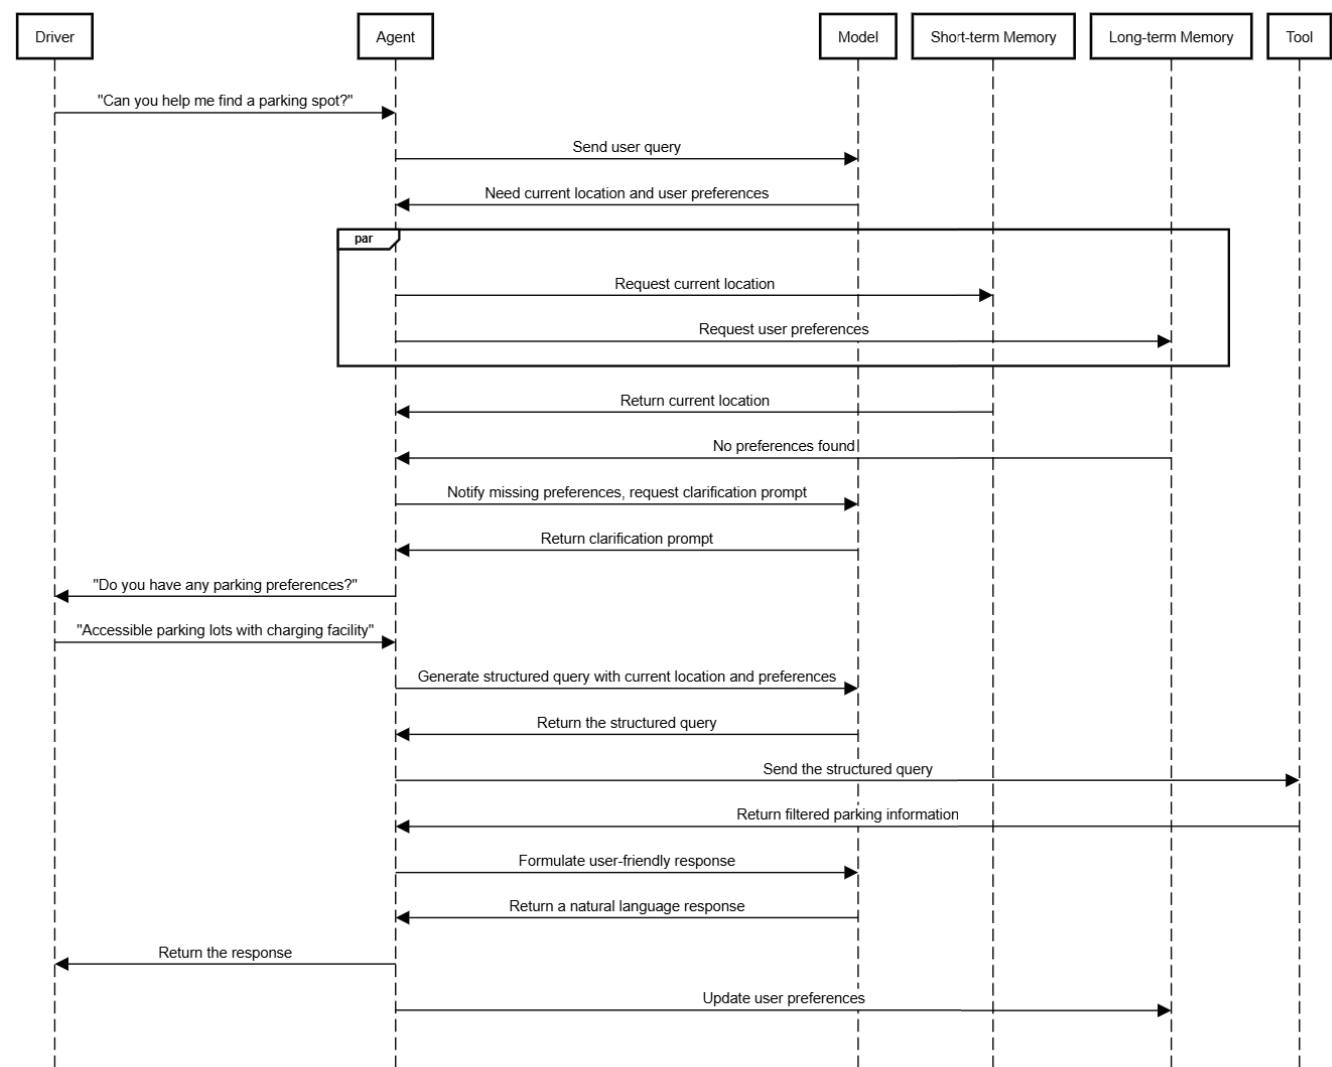 Driver
Agent
Model
Short-term Memory
Long-term Memory
Tool
"Can you help me find a parking spot?"
Send user query
Need current location and user preferences
par
Request current location
Request user preferences
Return current location
No preferences found
Notify missing preferences, request clarification prompt
Return clarification prompt
"Do you have any parking preferences?"
"Accessible parking lots with charging facility"
Generate structured query with current location and preferences
Return the structured query
Send the structured query
Return filtered parking information
Formulate user-friendly response
Return a natural language response
Return the response
Update user preferences